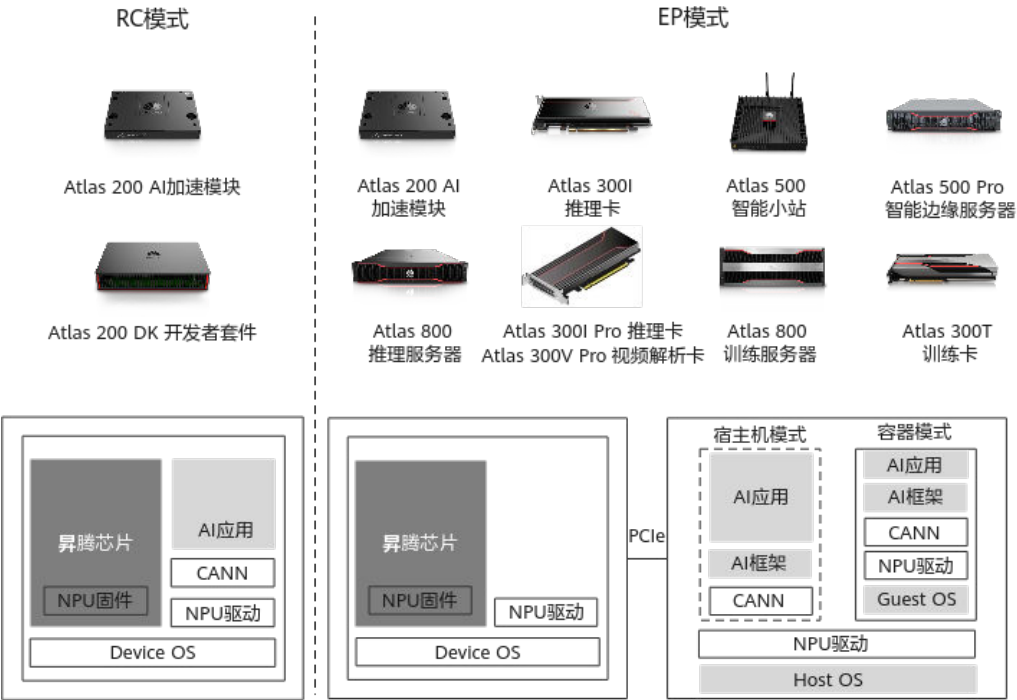 RC模式
EP模式
Atlas 200 AI加速模块
Atlas 200 AI
加速模块
Atlas 300I
推理卡
Atlas 500
智能小站
Atlas 500 Pro
智能边缘服务器
Atlas 200 DK 开发者套件
Atlas 800
推理服务器
Atlas 300I Pro 推理卡
Atlas 300V Pro 视频解析卡
Atlas 800
训练服务器
Atlas 300T
训练卡
昇腾芯片
NPU固件
AI应用
CANN
NPU驱动
Device OS
昇腾芯片
NPU固件
NPU驱动
Device OS
PCIe
宿主机模式
AI应用
AI框架
CANN
容器模式
AI应用
AI框架
CANN
NPU驱动
Guest OS
NPU驱动
Host OS